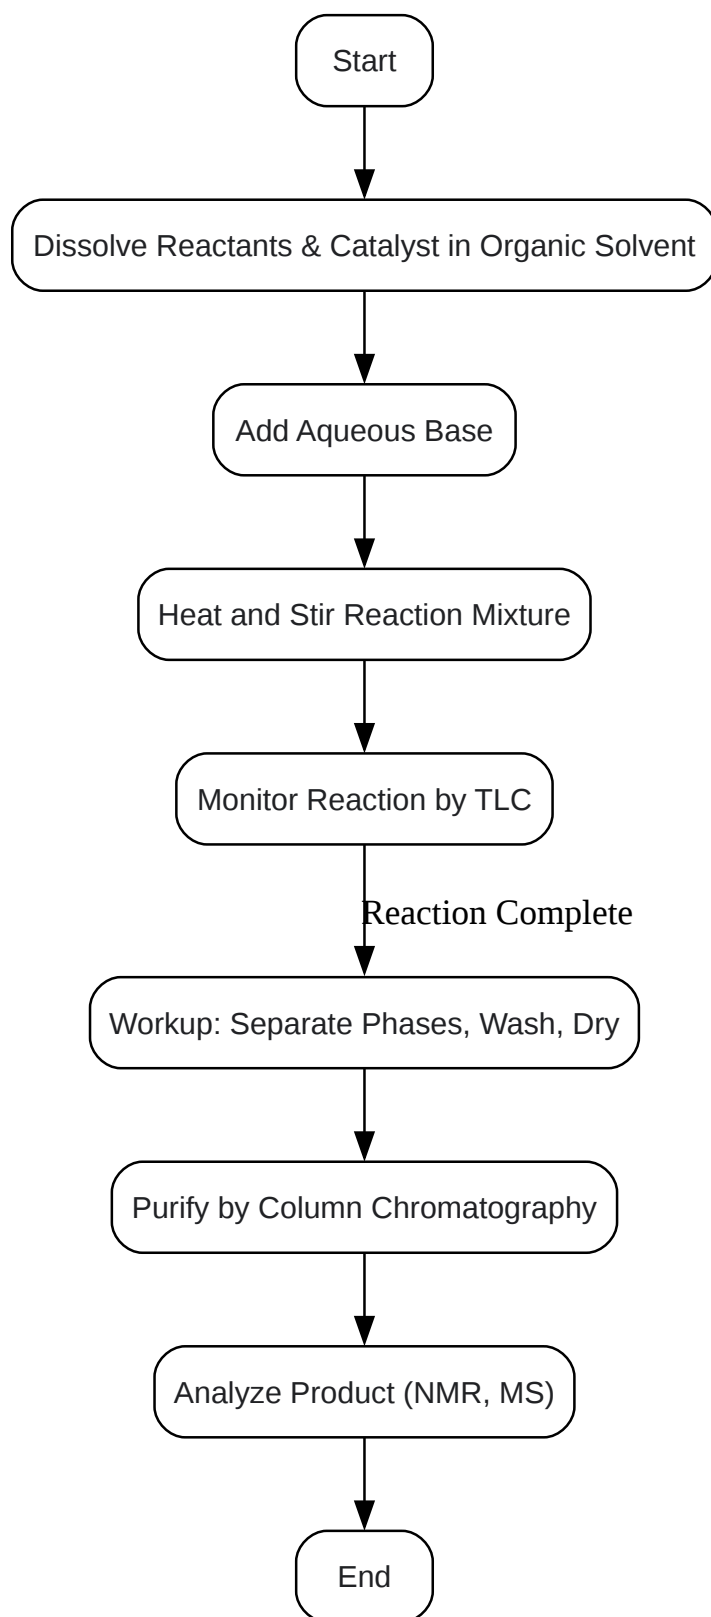 Start
Dissolve Reactants & Catalyst in Organic Solvent
Add Aqueous Base
Heat and Stir Reaction Mixture
Monitor Reaction by TLC
Reaction Complete
Workup: Separate Phases, Wash, Dry
Purify by Column Chromatography
Analyze Product (NMR, MS)
End